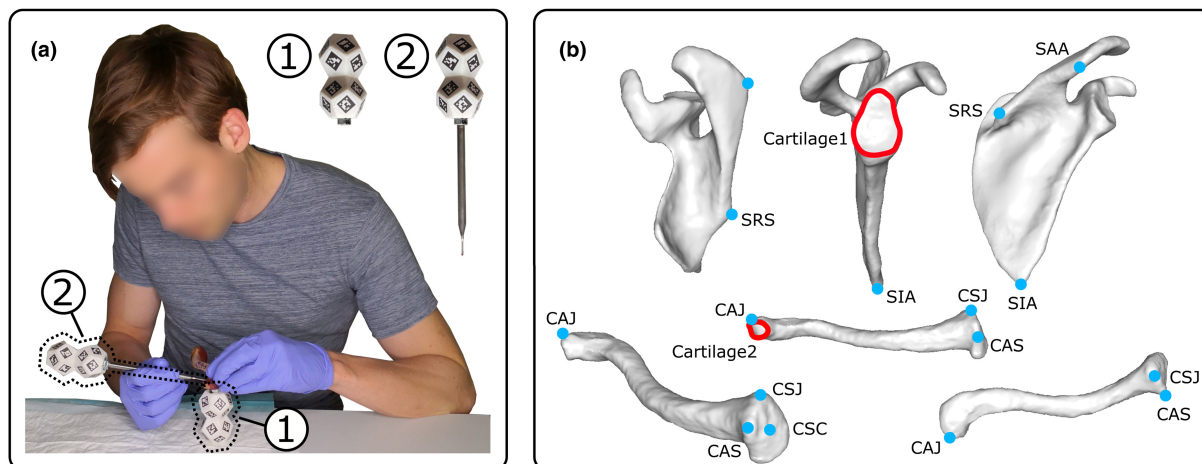 (a)
1
2
2
1
(b)
SAA
SRS
Cartilage1
SRS
SIA
SIA
CAJ
CSJ
CAJ
Cartilage2
CAS
CSJ
CSJ
CAS
CSC
CAS
CAJ